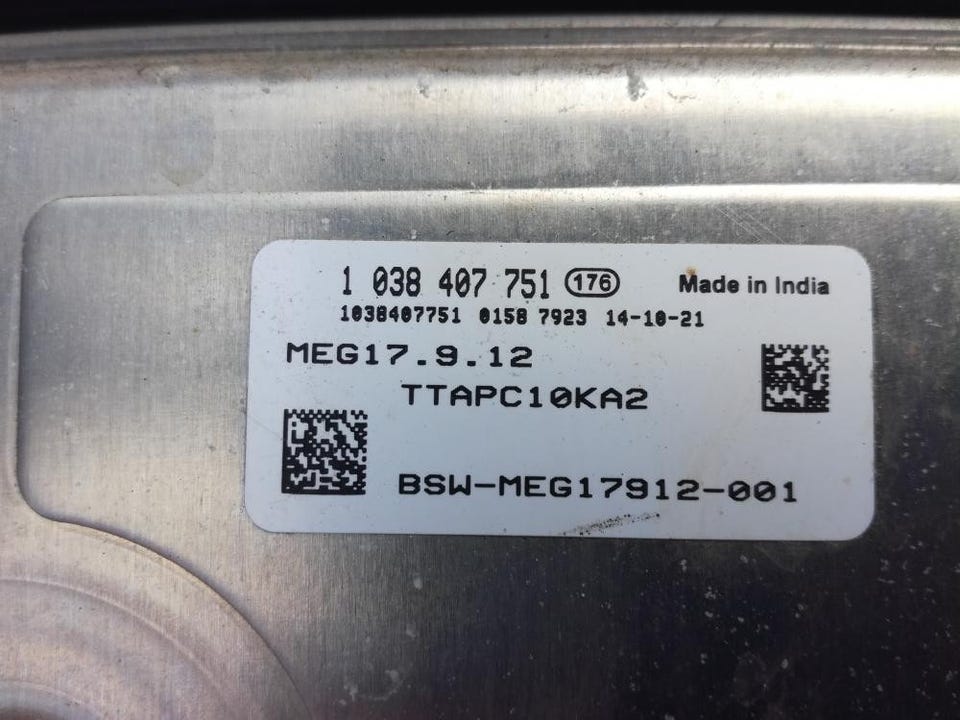 1 038 407 751 176 Made in India
1038407751 0158 7923 14-10-21
MEG17.9.12
TTAPC10KA2
BSW-MEG17912-001